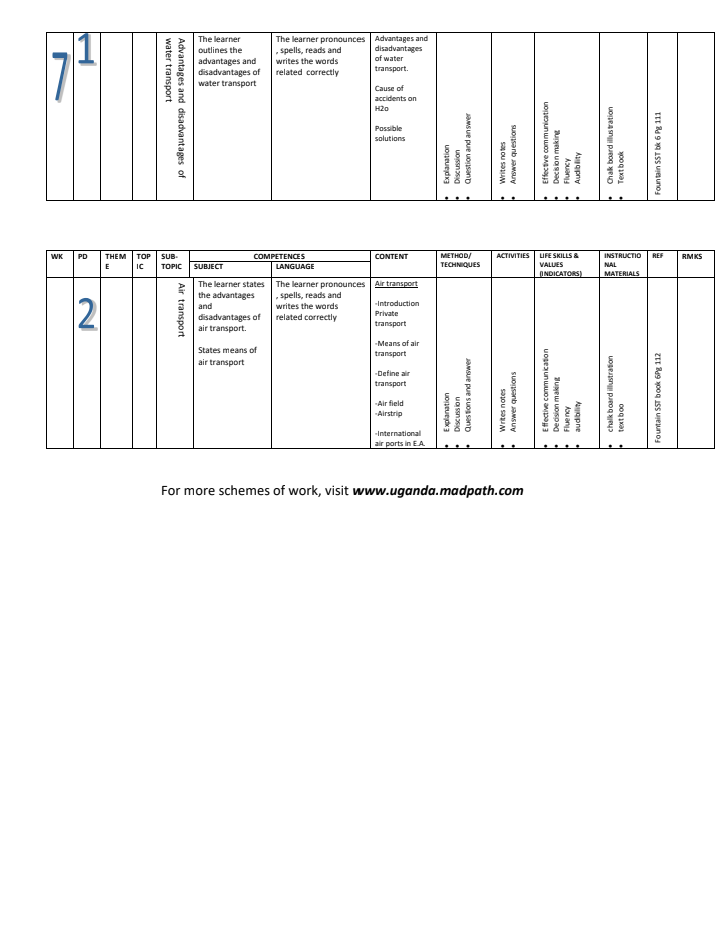 7
1
Advantages and disadvantages of
water transport
The learner
outlines the
advantages and
disadvantages of
water transport
The learner pronounces
, spells, reads and
writes the words
related correctly
Advantages and
disadvantages
of water
transport.
Cause of
accidents on
H2o
Possible
solutions
• Explanation
• Discussion
• Question and answer
• Writes notes
• Answer questions
• Effective communication
• Decision making
• Fluency
• Audibility
• Chalk board illustration
• Text book
Fountain SST bk 6 Pg 111
WK
PD
THEM
E
TOP
IC
SUB-
TOPIC
COMPETENCES
SUBJECT
LANGUAGE
CONTENT
METHOD/
TECHNIQUES
ACTIVITIES
LIFE SKILLS &
VALUES
(INDICATORS)
INSTRUCTIO
NAL
MATERIALS
REF
RMKS
2
Air transport
The learner states
the advantages
and
disadvantages of
air transport.
States means of
air transport
The learner pronounces
, spells, reads and
writes the words
related correctly
Air transport
-Introduction
Private
transport
-Means of air
transport
-Define air
transport
-Air field
-Airstrip
-International
air ports in E.A.
• Explanation
• Discussion
• Questions and answer
• Writes notes
• Answer questions
• Effective communication
• Decision making
• Fluency
• audibility
• chalk board illustration
• text boo
Fountain SST book 6Pg 112
For more schemes of work, visit www.uganda.madpath.com